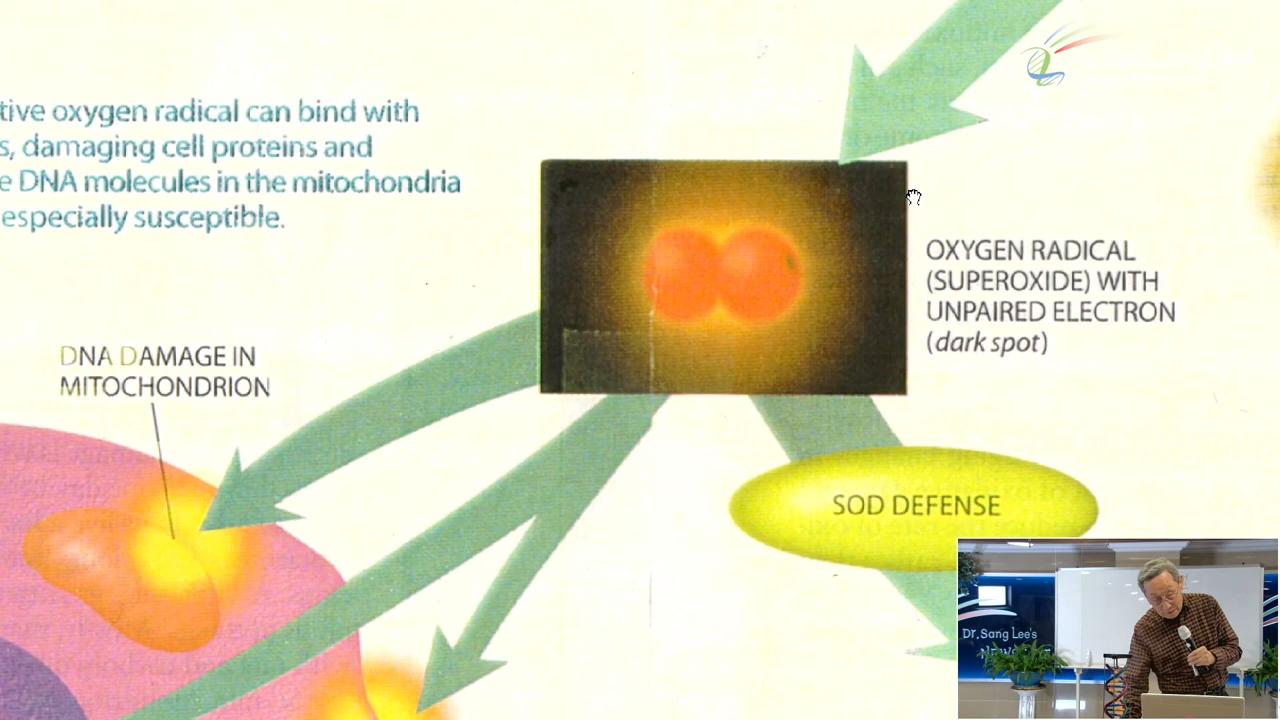 tive oxygen radical can bind with
s, damaging cell proteins and
e DNA molecules in the mitochondria
especially susceptible.
OXYGEN RADICAL
(SUPEROXIDE) WITH
UNPAIRED ELECTRON
(dark spot)
DNA DAMAGE IN
MITOCHONDRION
SOD DEFENSE
Dr. Sang Lee's